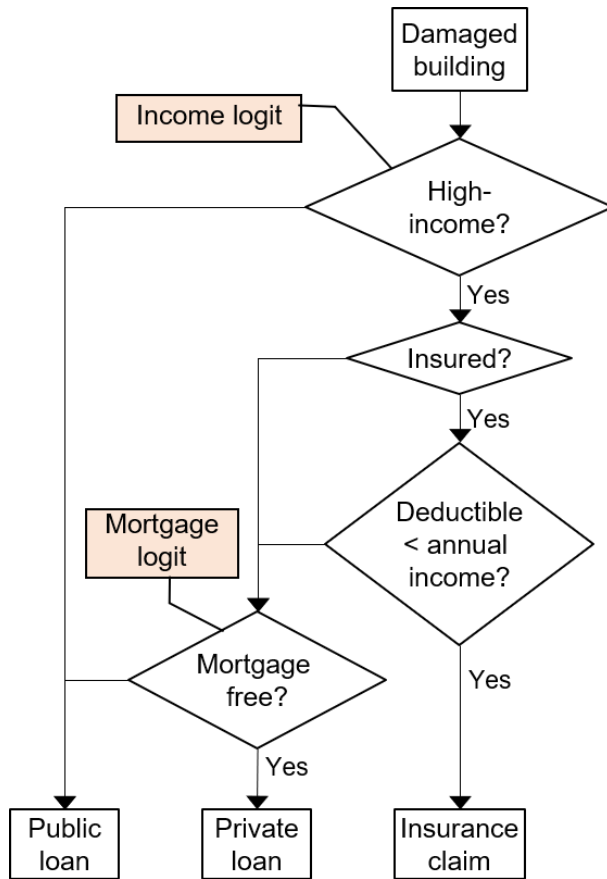 Damaged
building
Income logit
High-
income?
Yes
Insured?
Yes
Deductible
< annual
income?
Mortgage
logit
Mortgage
free?
Yes
Yes
Public
loan
Private
loan
Insurance
claim